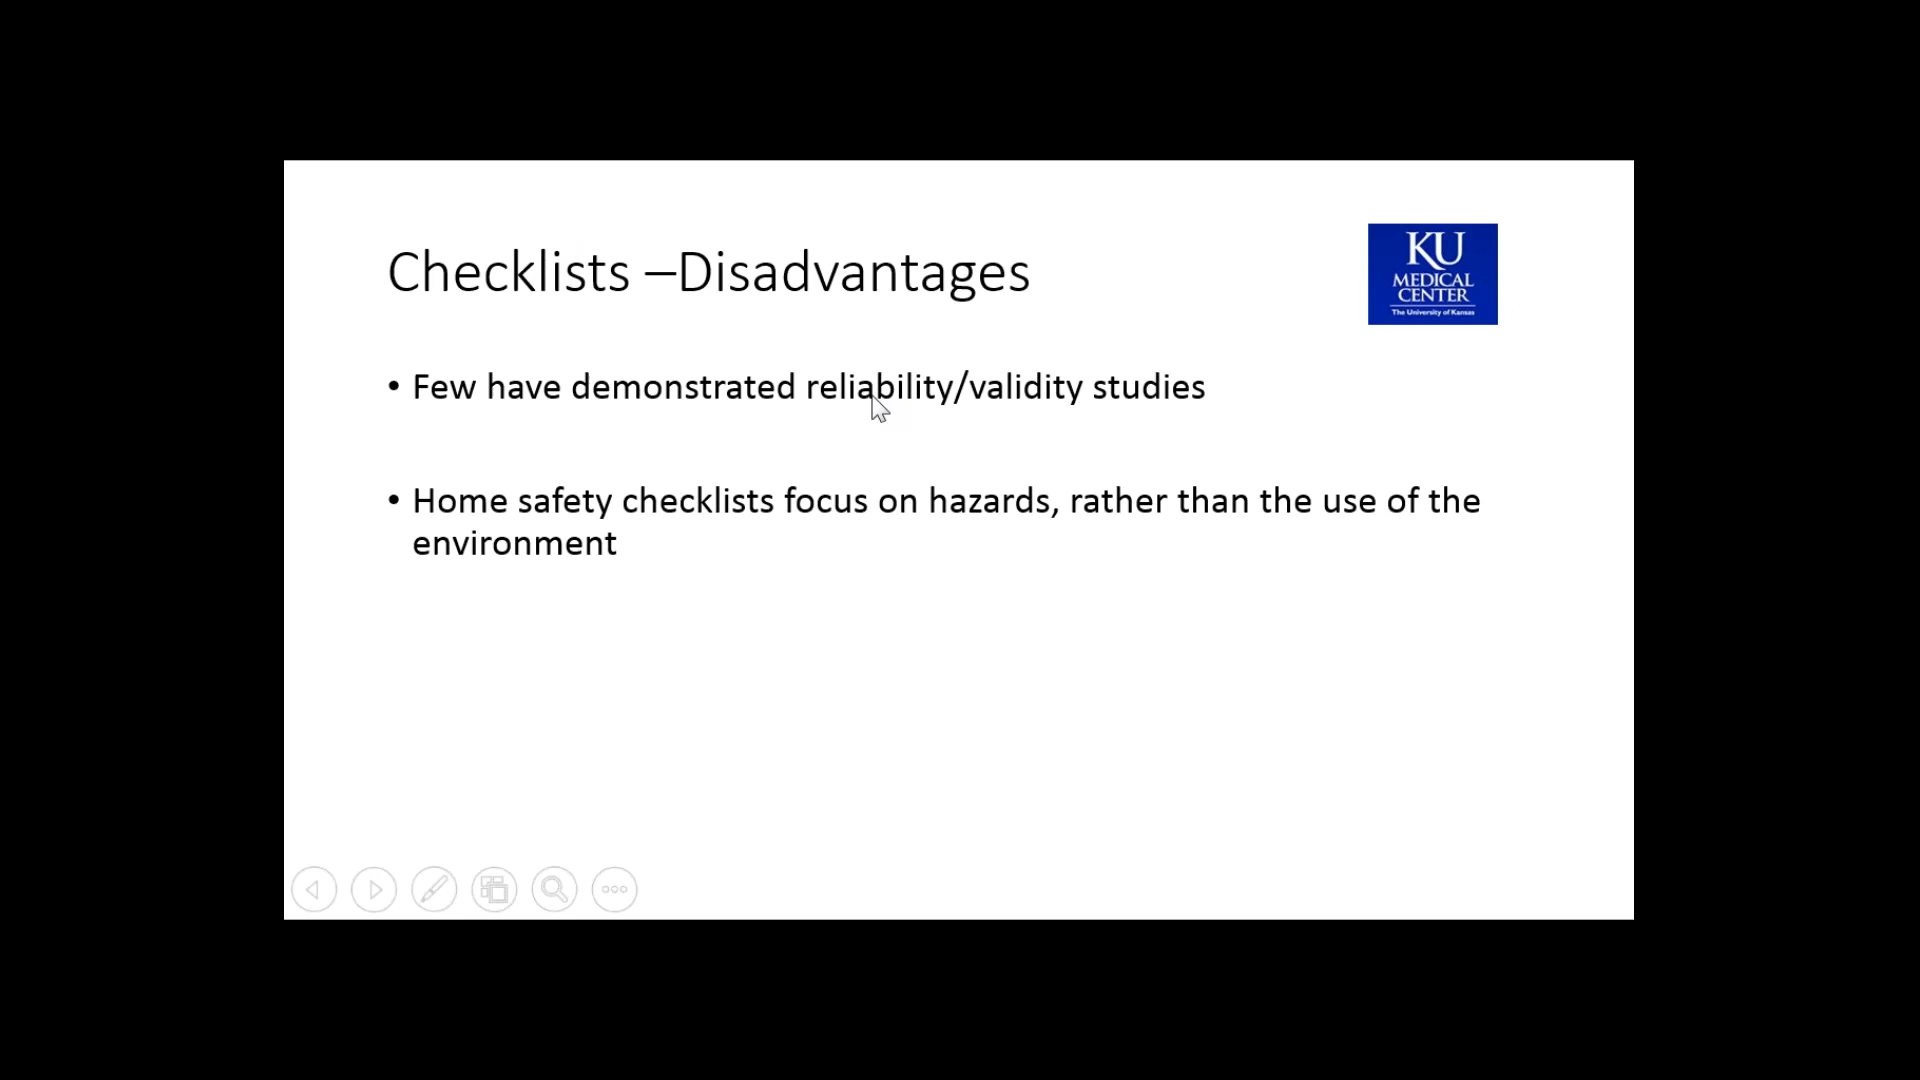 Checklists –Disadvantages
KU
MEDICAL
CENTER
The University of Kansas
• Few have demonstrated reliability/validity studies
• Home safety checklists focus on hazards, rather than the use of the
environment